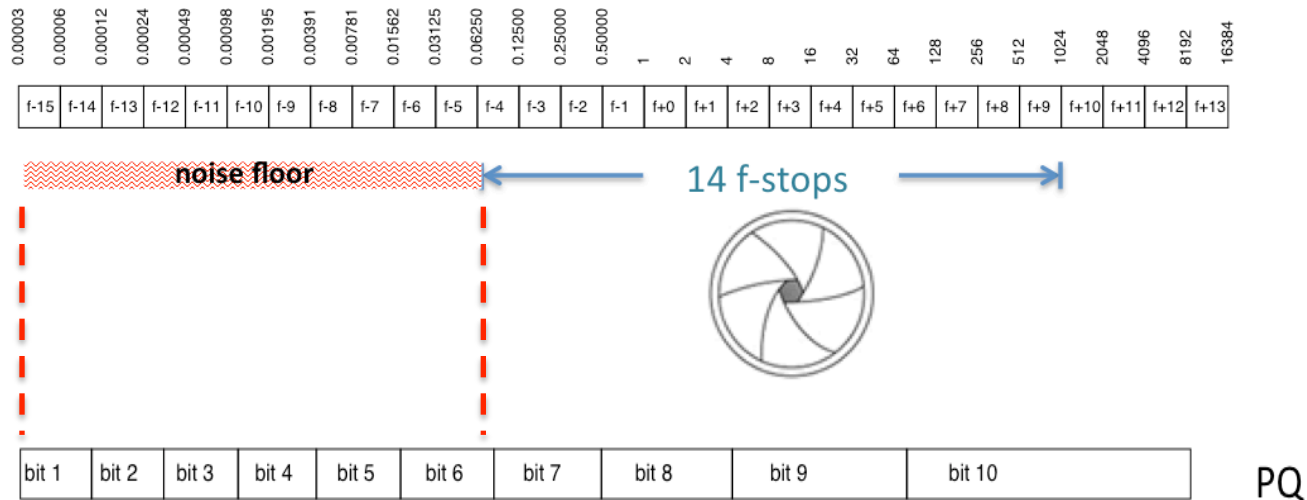 0.00003 0.00006 0.00012 0.00024 0.00049 0.00098 0.00195 0.00391 0.00781 0.01562 0.03125 0.06250 0.12500 0.25000 0.50000 1 2 4 8 16 32 64 128 256 512 1024 2048 4096 8192 16384
f-15 f-14 f-13 f-12 f-11 f-10 f-9 f-8 f-7 f-6 f-5 f-4 f-3 f-2 f-1 f+0 f+1 f+2 f+3 f+4 f+5 f+6 f+7 f+8 f+9 f+10 f+11 f+12 f+13
noise floor 14 f-stops
bit 1 bit 2 bit 3 bit 4 bit 5 bit 6 bit 7 bit 8 bit 9 bit 10 PQ